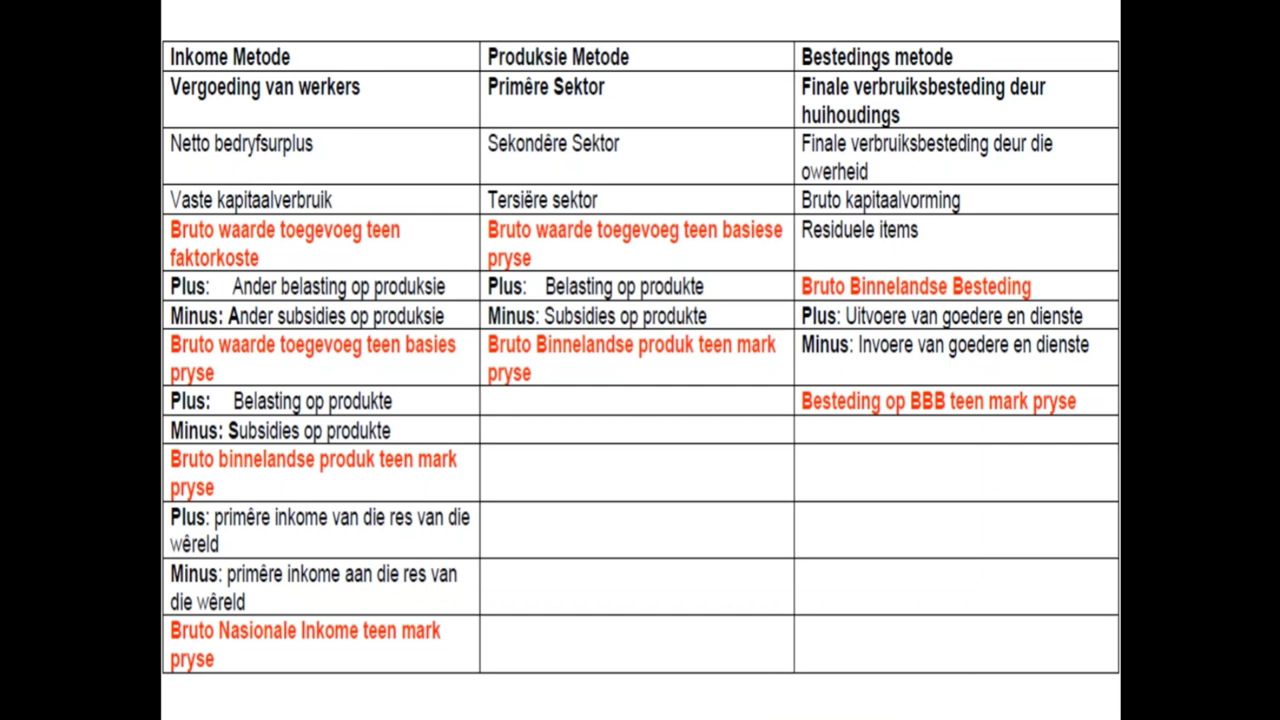 Inkome Metode
Produksie Metode
Bestedings metode
Vergoeding van werkers
Primêre Sektor
Finale verbruiksbesteding deur
huihoudings
Netto bedryfsurplus
Sekondêre Sektor
Finale verbruiksbesteding deur die
owerheid
Vaste kapitaalverbruik
Tersiëre sektor
Bruto kapitaalvorming
Bruto waarde toegevoeg teen
faktorkoste
Bruto waarde toegevoeg teen basiese
pryse
Residuele items
Plus: Ander belasting op produksie
Plus: Belasting op produkte
Bruto Binnelandse Besteding
Minus: Ander subsidies op produksie
Minus: Subsidies op produkte
Plus: Uitvoere van goedere en dienste
Bruto waarde toegevoeg teen basies
pryse
Bruto Binnelandse produk teen mark
pryse
Minus: Invoere van goedere en dienste
Plus: Belasting op produkte
Besteding op BBB teen mark pryse
Minus: Subsidies op produkte
Bruto binnelandse produk teen mark
pryse
Plus: primêre inkome van die res van die
wêreld
Minus: primêre inkome aan die res van
die wêreld
Bruto Nasionale Inkome teen mark
pryse